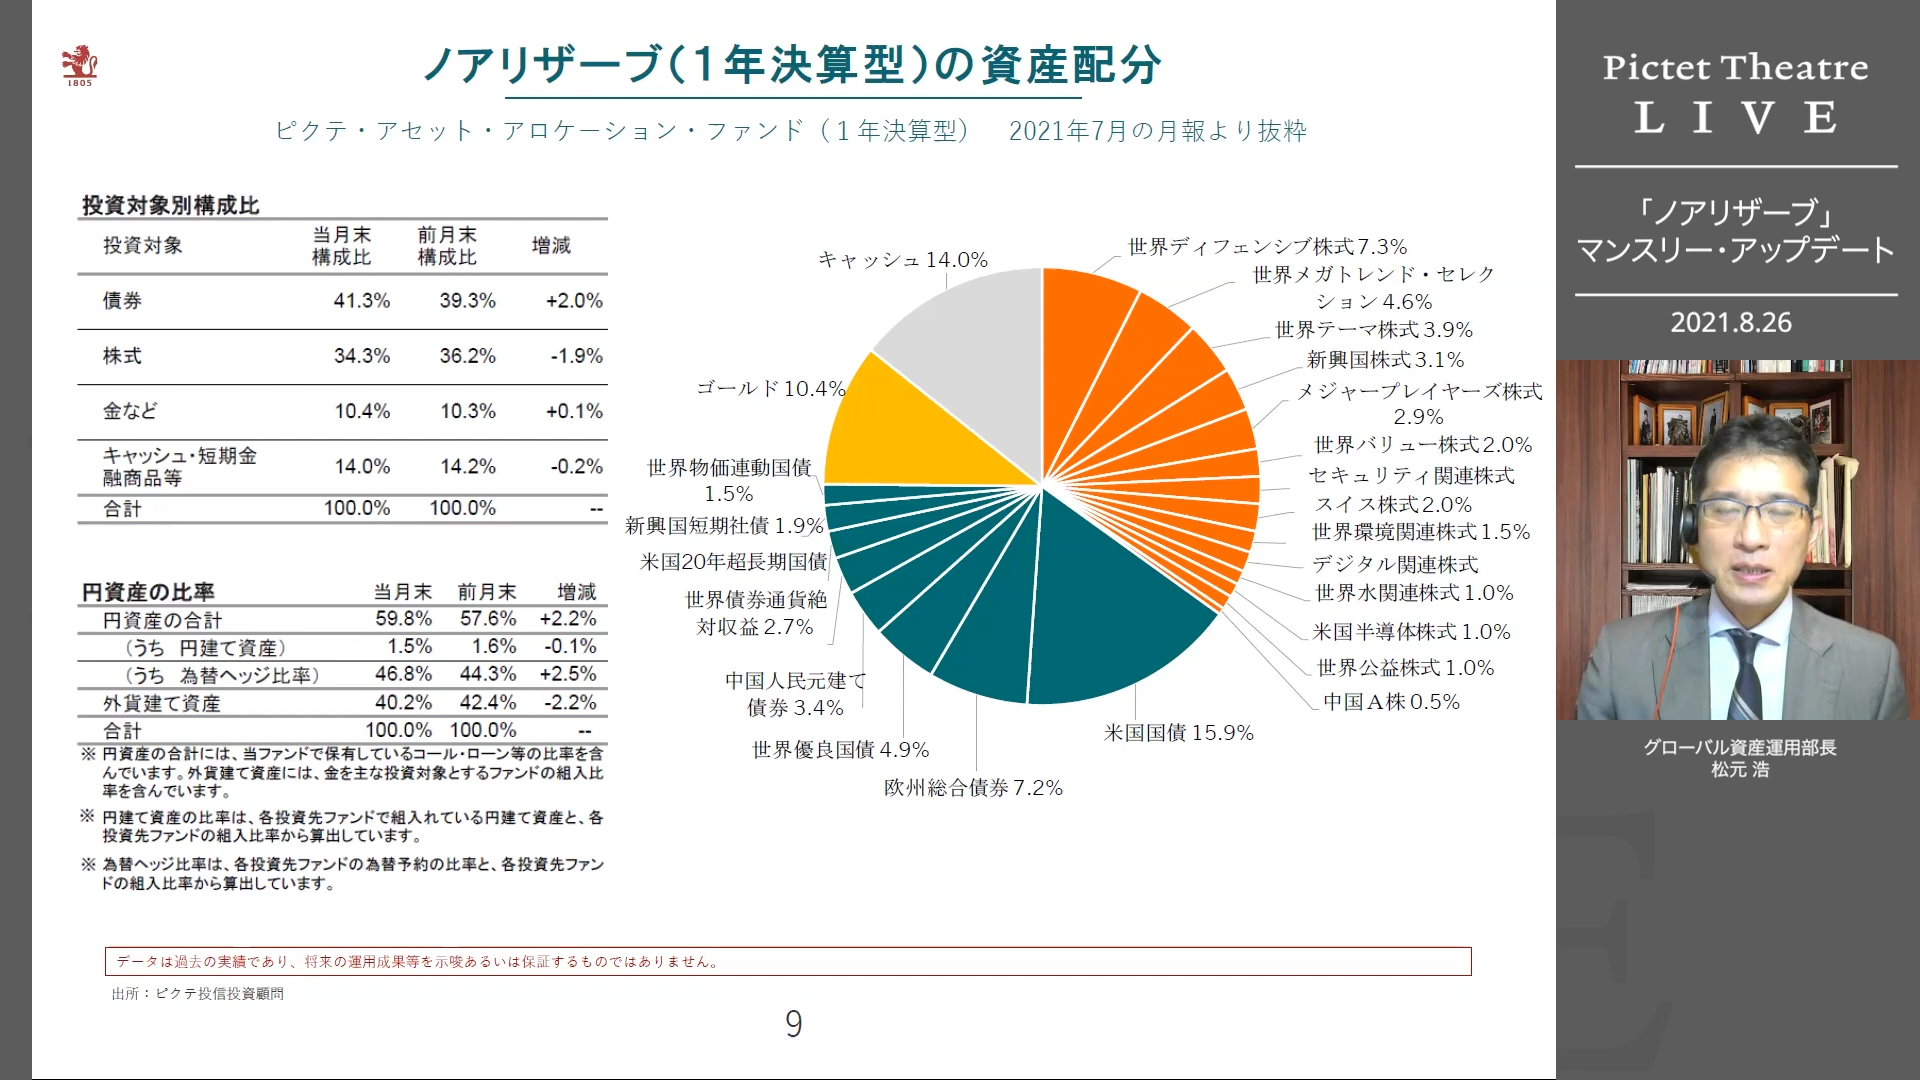 1805
ノアリザーブ(１年決算型)の資産配分
ピクテ・アセット・アロケーション・ファンド（１年決算型）　2021年7月の月報より抜粋
投資対象別構成比
投資対象 当月末構成比 前月末構成比 増減
債券 41.3% 39.3% +2.0%
株式 34.3% 36.2% -1.9%
金など 10.4% 10.3% +0.1%
キャッシュ・短期金融商品等 14.0% 14.2% -0.2%
合計 100.0% 100.0% --
円資産の比率 当月末 前月末 増減
円資産の合計 59.8% 57.6% +2.2%
（うち 円建て資産） 1.5% 1.6% -0.1%
（うち 為替ヘッジ比率） 46.8% 44.3% +2.5%
外貨建て資産 40.2% 42.4% -2.2%
合計 100.0% 100.0% --
※ 円資産の合計には、当ファンドで保有しているコール・ローン等の比率を含
んでいます。外貨建て資産には、金を主な投資対象とするファンドの組入比
率を含んでいます。
※ 円建て資産の比率は、各投資先ファンドで組入れている円建て資産と、各
投資先ファンドの組入比率から算出しています。
※ 為替ヘッジ比率は、各投資先ファンドの為替予約の比率と、各投資先ファン
ドの組入比率から算出しています。
キャッシュ 14.0%
ゴールド 10.4%
世界物価連動国債
1.5%
新興国短期社債 1.9%
米国20年超長期国債
世界債券通貨絶
対収益 2.7%
中国人民元建て
債券 3.4%
世界優良国債 4.9%
欧州総合債券 7.2%
米国国債 15.9%
世界ディフェンシブ株式 7.3%
世界メガトレンド・セレク
ション 4.6%
世界テーマ株式 3.9%
新興国株式 3.1%
メジャープレイヤーズ株式
2.9%
世界バリュー株式 2.0%
セキュリティ関連株式
スイス株式 2.0%
世界環境関連株式 1.5%
デジタル関連株式
世界水関連株式 1.0%
米国半導体株式 1.0%
世界公益株式 1.0%
中国Ａ株 0.5%
データは過去の実績であり、将来の運用成果等を示唆あるいは保証するものではありません。
出所：ピクテ投信投資顧問
9
Pictet Theatre
LIVE
「ノアリザーブ」
マンスリー・アップデート
2021.8.26
グローバル資産運用部長
松元 浩